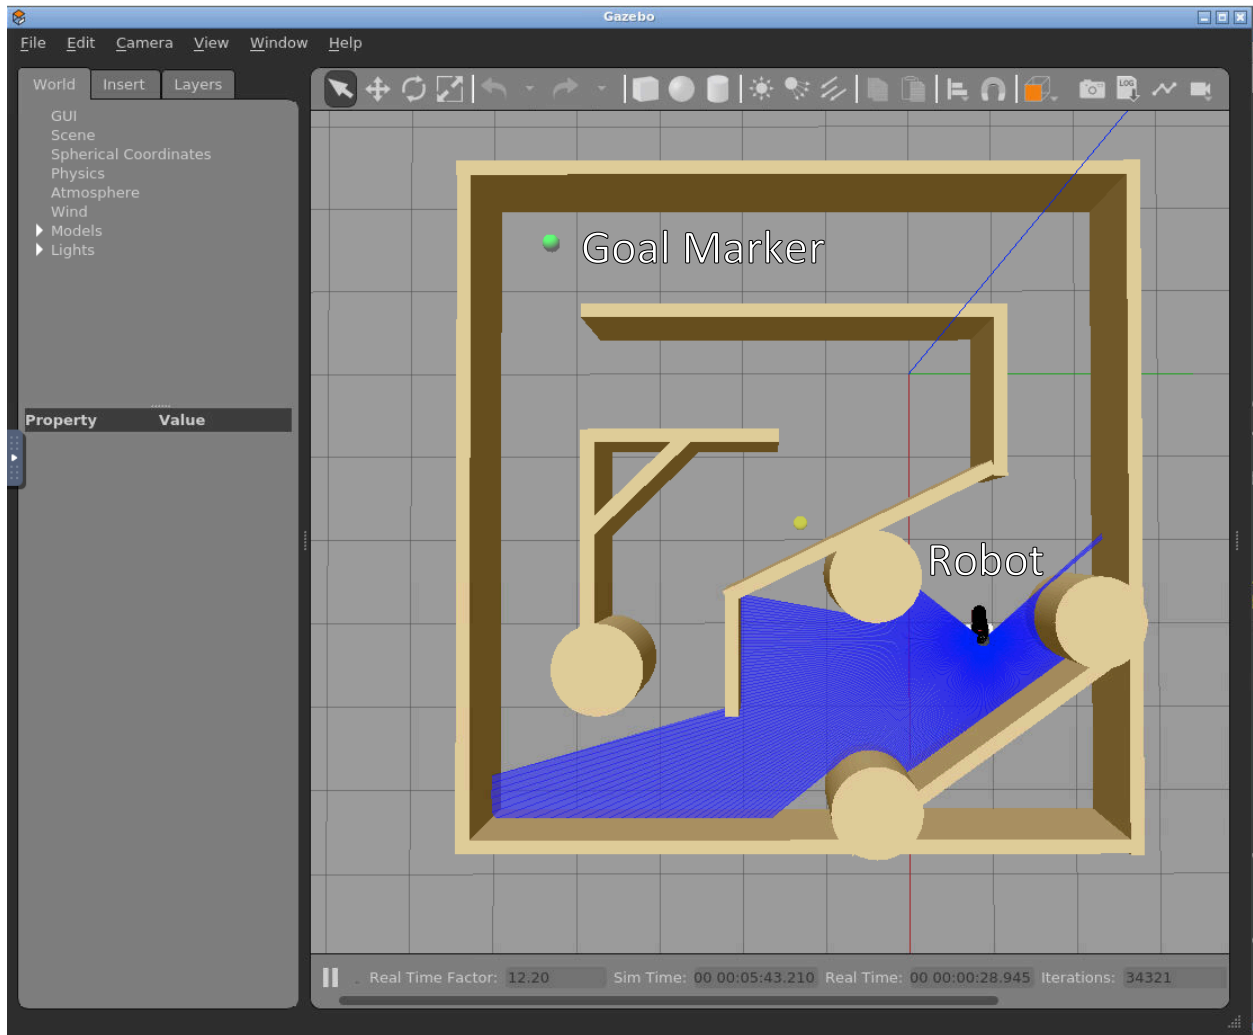 Gazebo
File Edit Camera View Window Help
World Insert Layers
GUI
Scene
Spherical Coordinates
Physics
Atmosphere
Wind
Models
Lights
Property Value
LOG
Goal Marker
Robot
Real Time Factor: 12.20 Sim Time: 00 00:05:43.210 Real Time: 00 00:00:28.945 Iterations: 34321